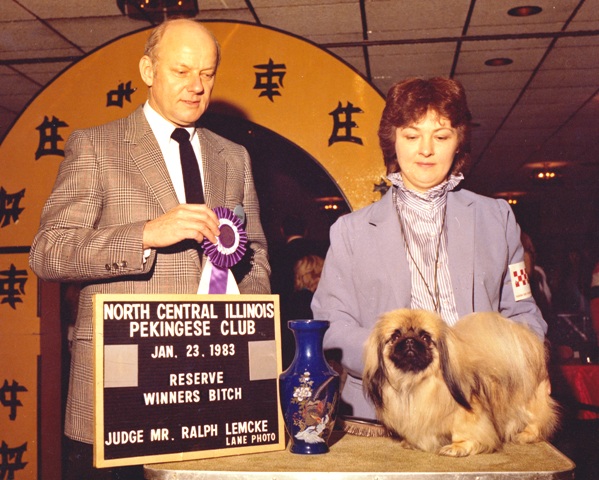 NORTH CENTRAL ILLINOIS
PEKINGESE CLUB
JAN. 23. 1983
RESERVE
WINNERS BITCH
JUDGE MR. RALPH LEMCKE
LANE PHOTO